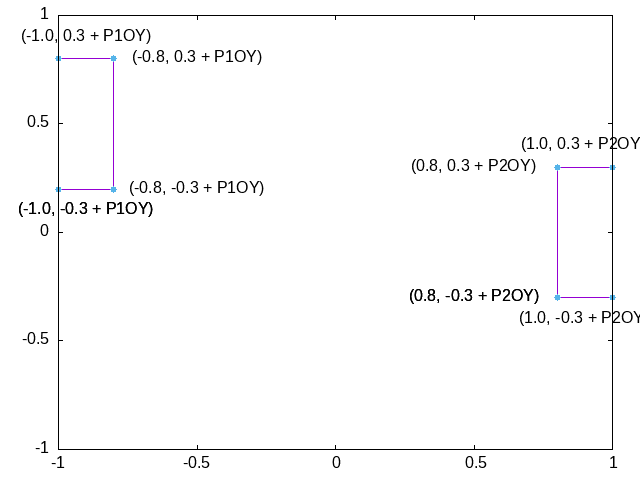 1
(-1.0, 0.3 + P1OY)
(-0.8, 0.3 + P1OY)
0.5
(1.0, 0.3 + P2OY
(0.8, 0.3 + P2OY)
(-0.8, -0.3 + P1OY)
(-1.0, -0.3 + P1OY)
0
(0.8, -0.3 + P2OY)
(1.0, -0.3 + P2OY
-0.5
-1
-1 -0.5 0 0.5 1